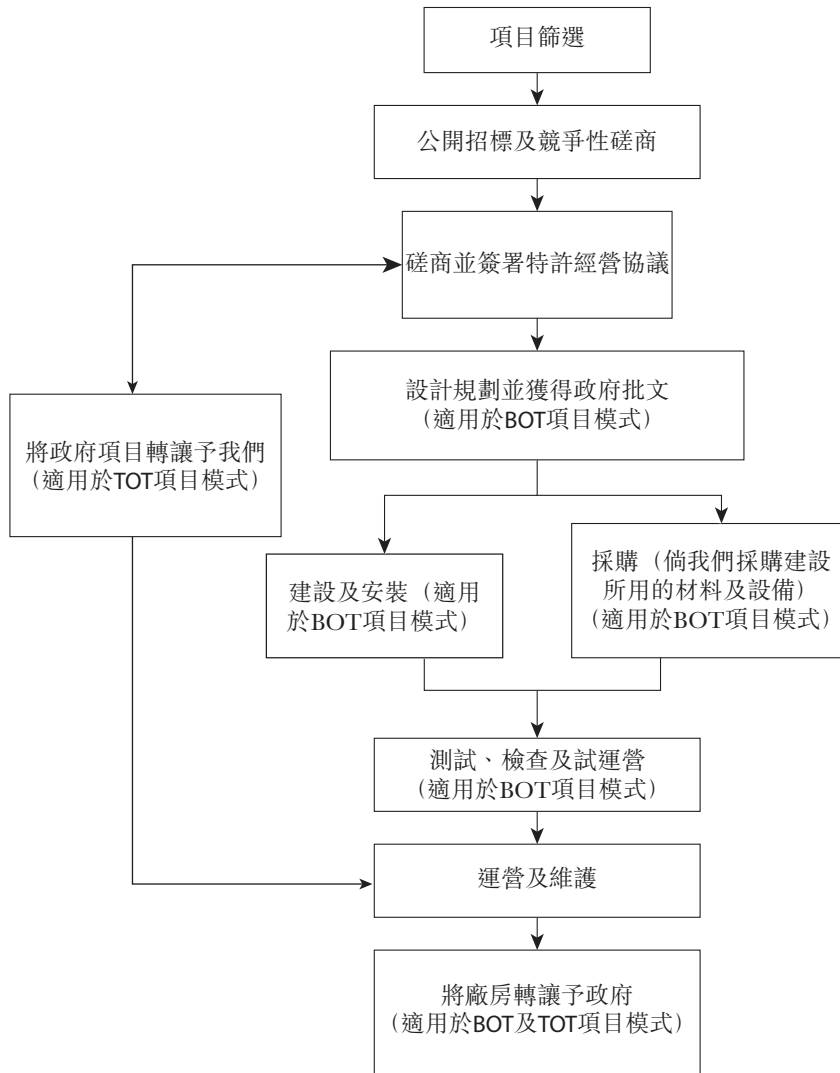 項目篩選
公開招標及競爭性磋商
磋商並簽署特許經營協議
設計規劃並獲得政府批文
（適用於BOT項目模式）
將政府項目轉讓予我們
（適用於TOT項目模式）
建設及安裝（適用
於BOT項目模式）
採購（倘我們採購建設
所用的材料及設備）
（適用於BOT項目模式）
測試、檢查及試運營
（適用於BOT項目模式）
運營及維護
將廠房轉讓予政府
（適用於BOT及TOT項目模式）